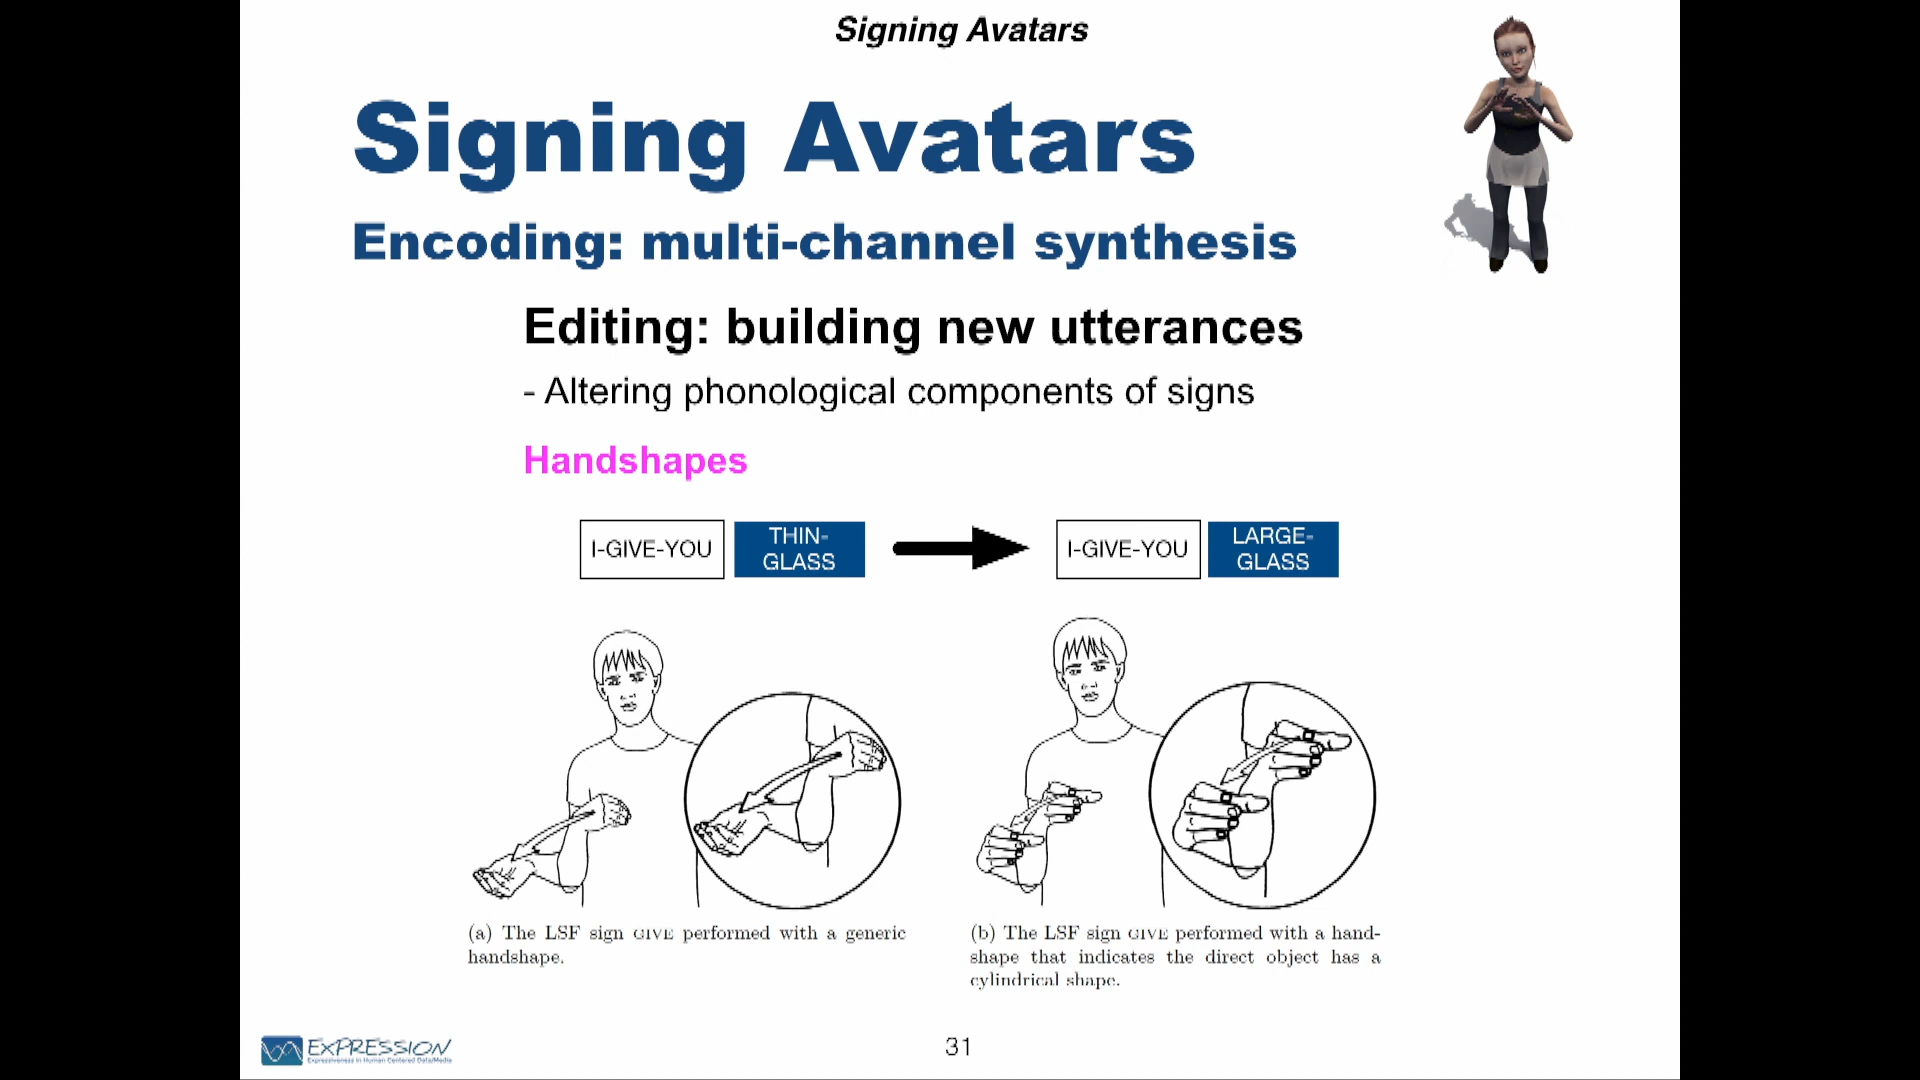 Signing Avatars
Signing Avatars
Encoding: multi-channel synthesis
Editing: building new utterances
- Altering phonological components of signs
Handshapes
I-GIVE-YOU
THIN-
GLASS
I-GIVE-YOU
LARGE-
GLASS
(a) The LSF sign GIVE performed with a generic
handshape.
(b) The LSF sign GIVE performed with a hand-
shape that indicates the direct object has a
cylindrical shape.
EXPRESSION
Expressiveness in Human Centered Data/Media
31